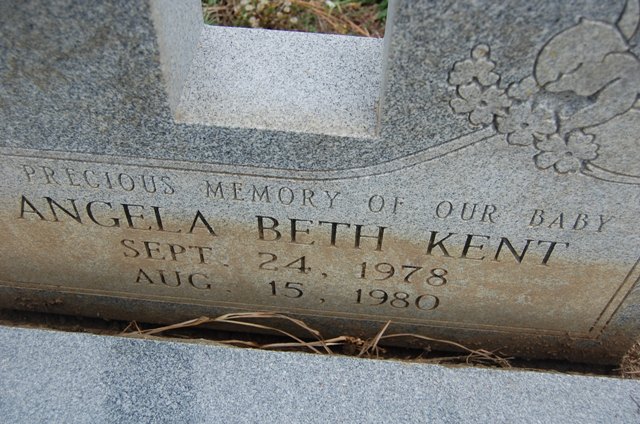 PRECIOUS MEMORY OF OUR BABY
ANGELA BETH KENT
SEPT. 24, 1978
AUG. 15, 1980